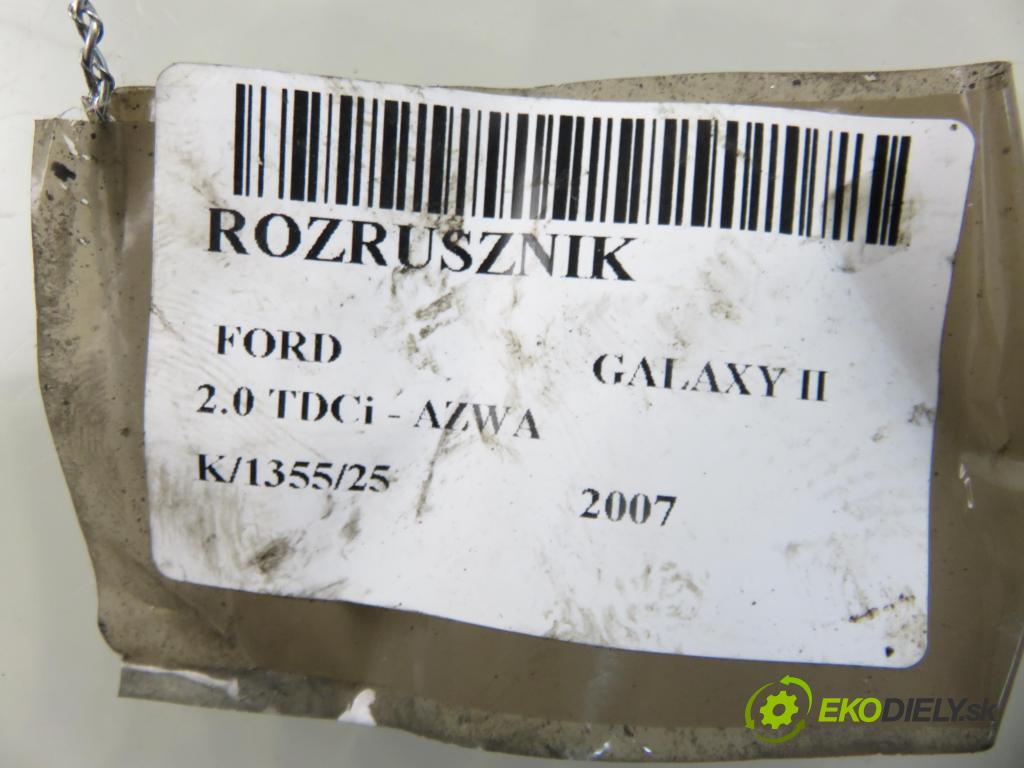 ROZRUSZNIK
FORD GALAXY II
2.0 TDCi - AZWA
K/1355/25 2007
EKODIELY.sk